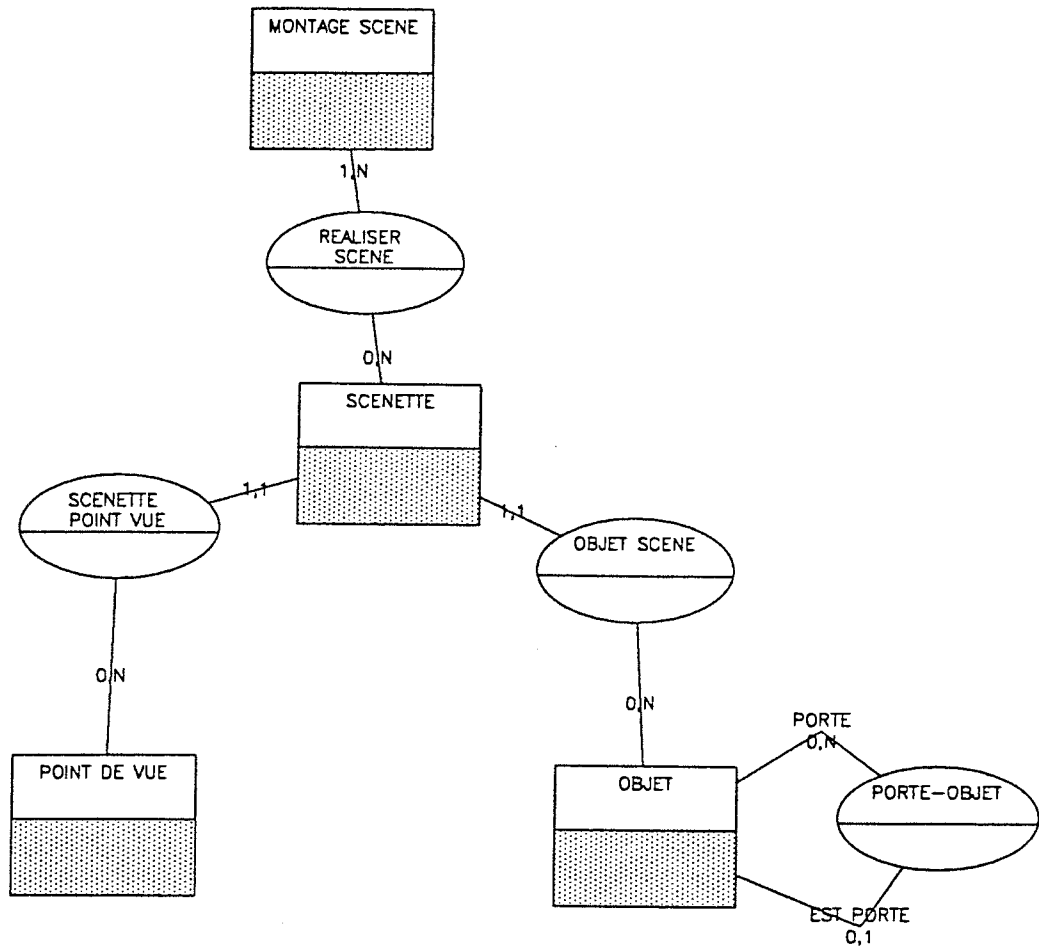 MONTAGE SCENE
1,N
REALISER
SCENE
0,N
SCENETTE
1,1
SCENETTE
POINT VUE
1,1
OBJET SCENE
0,N
0,N
PORTE
0,N
POINT DE VUE
OBJET
PORTE-OBJET
EST PORTE
0,1